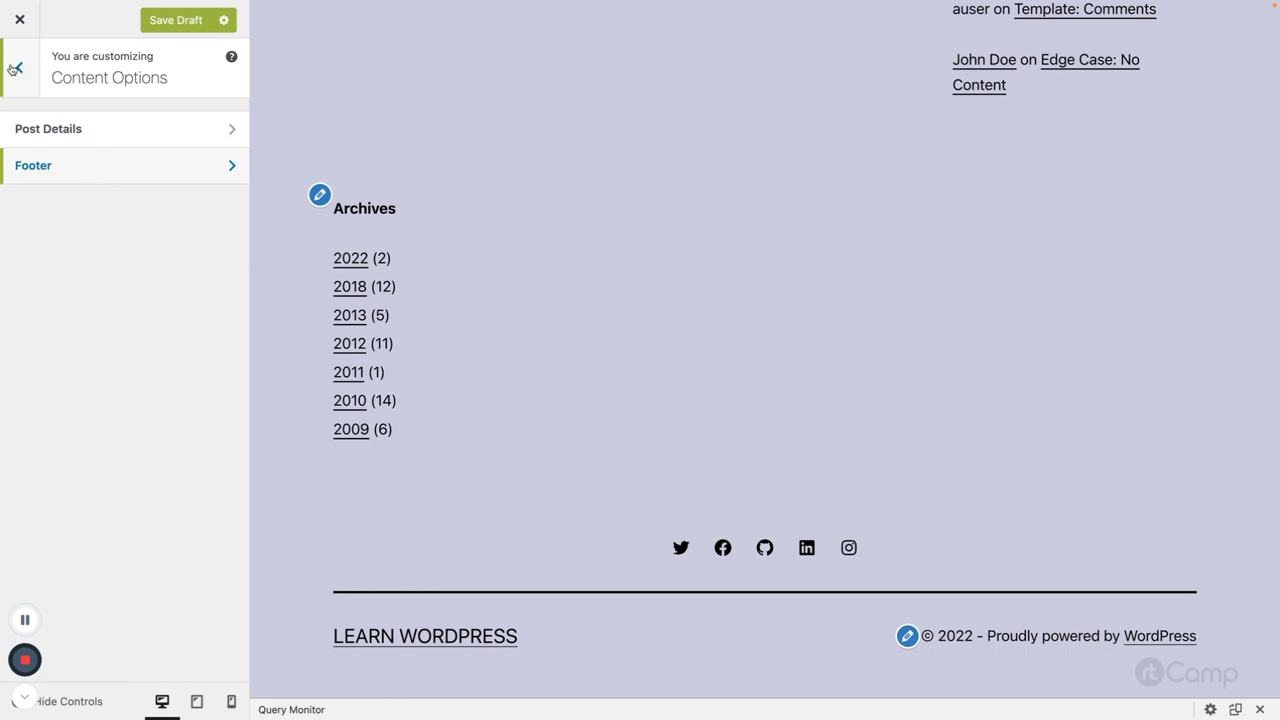 Save Draft
You are customizing
Content Options
Post Details
Footer
Hide Controls
auser on Template: Comments
John Doe on Edge Case: No
Content
Archives
2022 (2)
2018 (12)
2013 (5)
2012 (11)
2011 (1)
2010 (14)
2009 (6)
LEARN WORDPRESS
© 2022 - Proudly powered by WordPress
rtCamp
Query Monitor